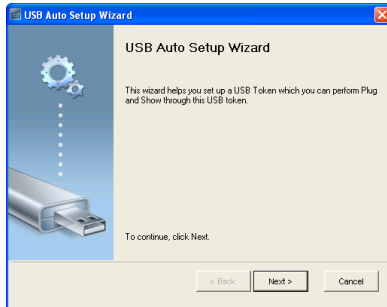 USB Auto Setup Wizard
USB Auto Setup Wizard
This wizard helps you set up a USB Token which you can perform Plug
and Show through this USB token.
To continue, click Next.
< Back
Next >
Cancel